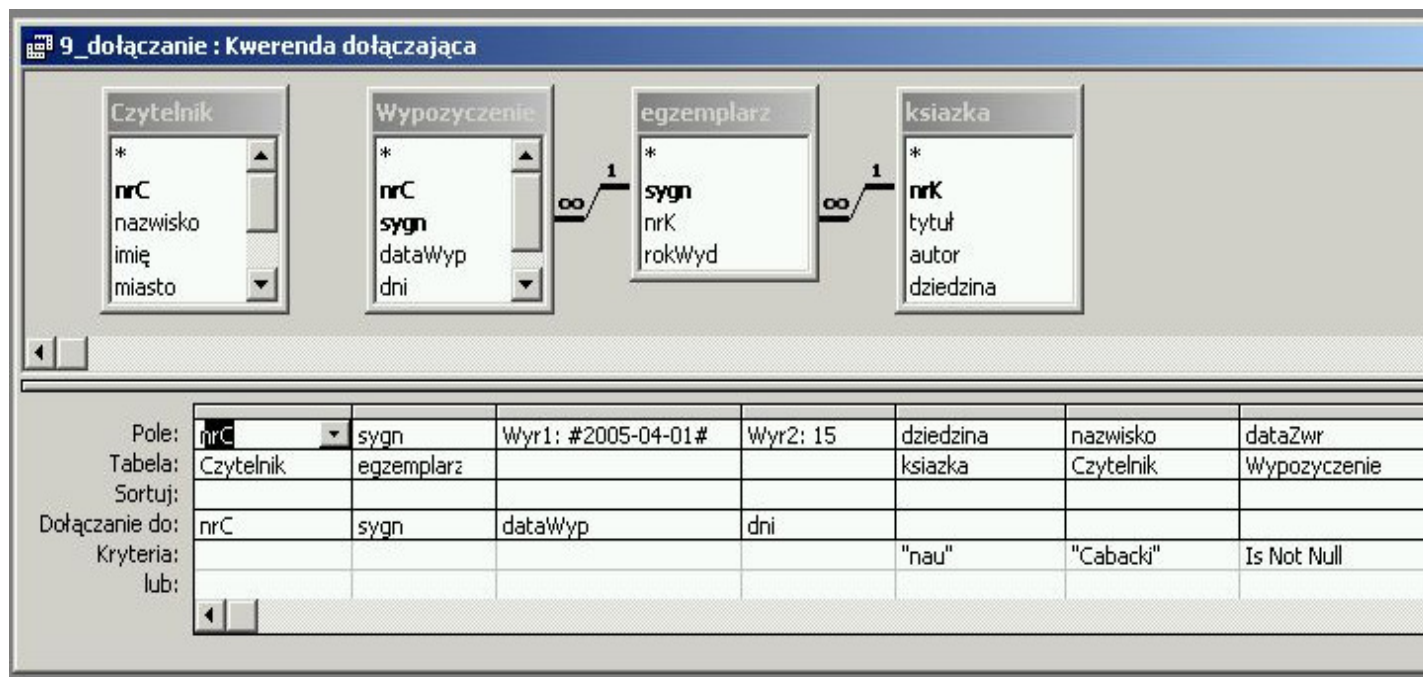 9_dołączanie : Kwerenda dołączająca
Czytelnik Wypozyczenie egzemplarz ksiazka
* * * *
nrC nrC sygn nrK
nazwisko sygn nrK tytuł
imię dataWyp rokWyd autor
miasto dni dziedzina
∞ 1 ∞ 1
Pole: nrC sygn Wyr1: #2005-04-01# Wyr2: 15 dziedzina nazwisko dataZwr
Tabela: Czytelnik egzemplarz ksiazka Czytelnik Wypozyczenie
Sortuj:
Dołączanie do: nrC sygn dataWyp dni
Kryteria: "nau" "Cabacki" Is Not Null
lub: